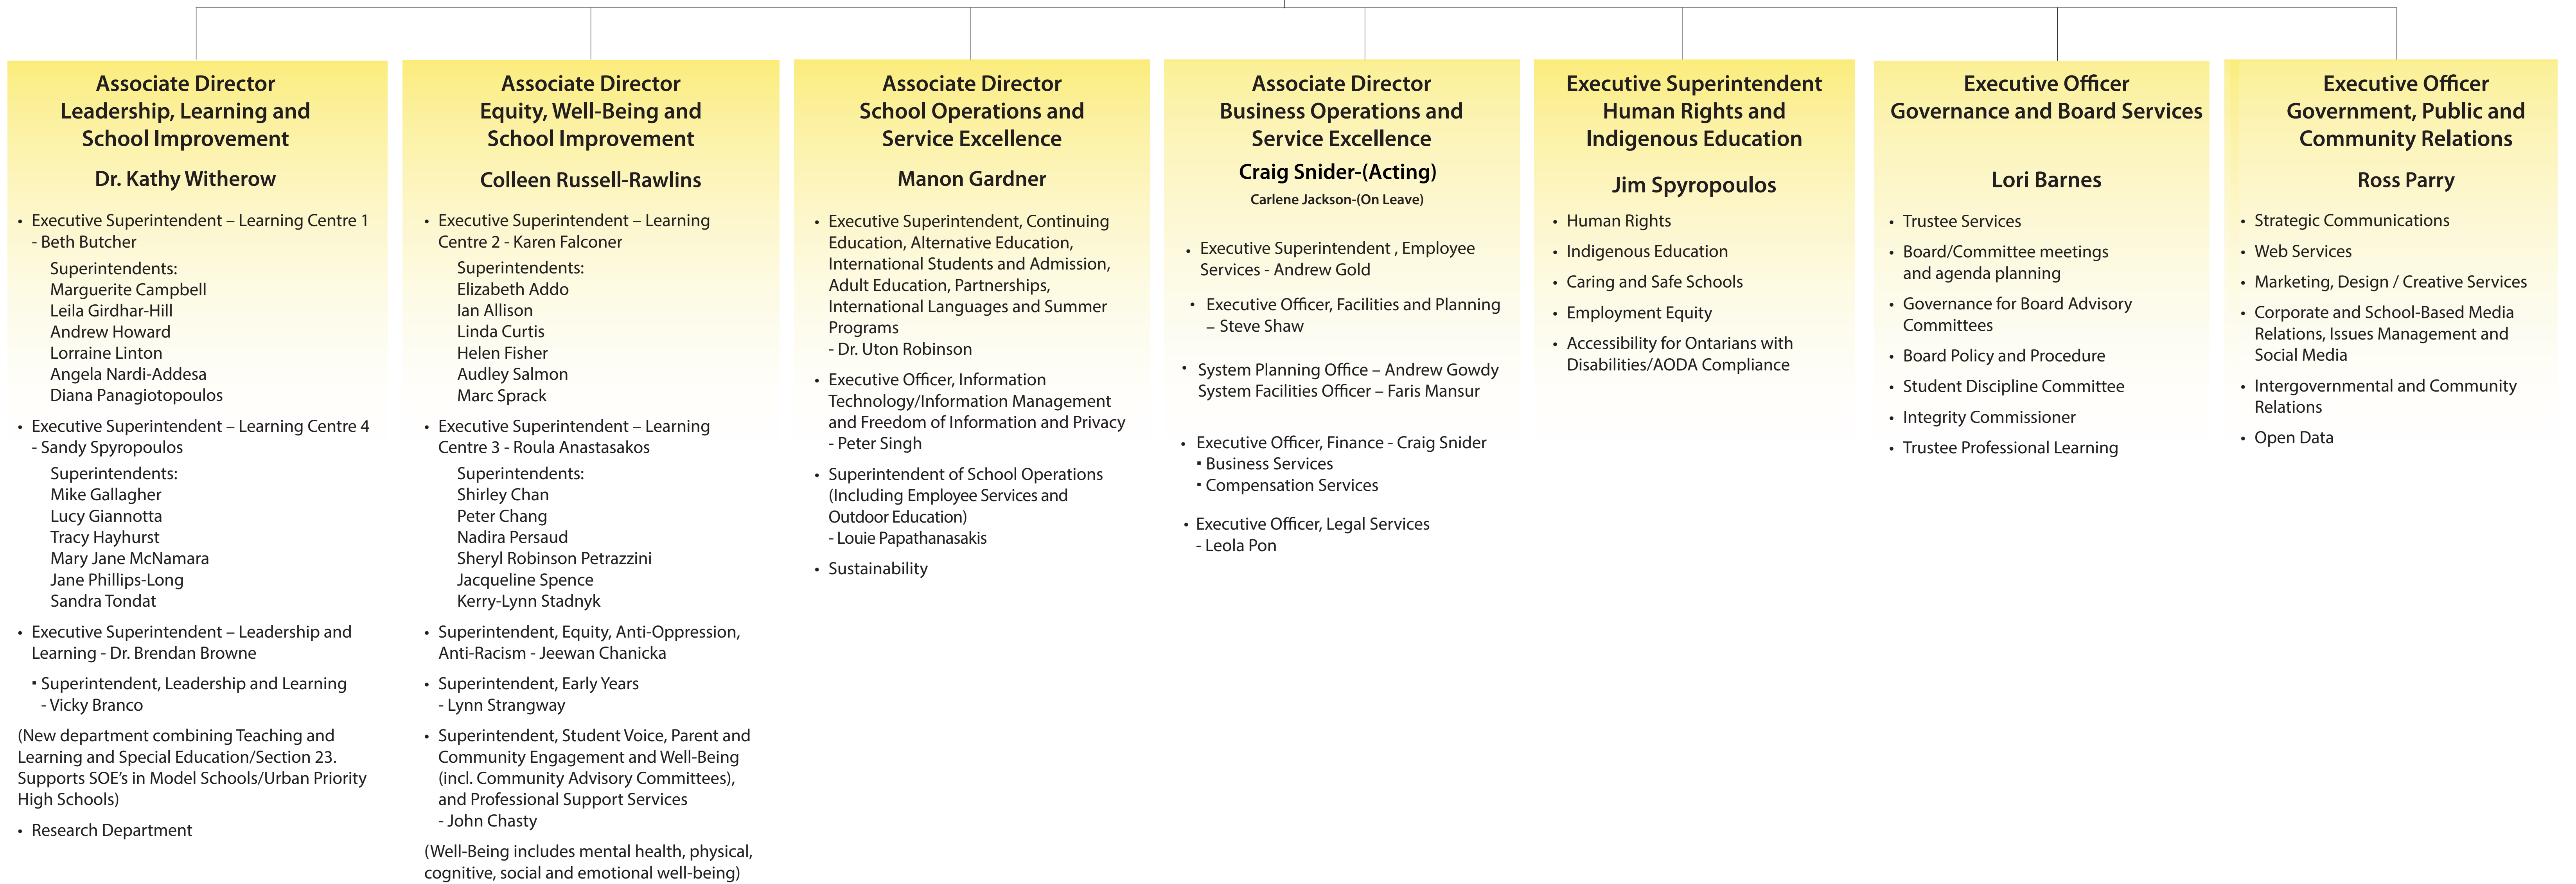 Associate Director
Leadership, Learning and
School Improvement
Dr. Kathy Witherow
• Executive Superintendent – Learning Centre 1
- Beth Butcher
Superintendents:
Marguerite Campbell
Leila Girdhar-Hill
Andrew Howard
Lorraine Linton
Angela Nardi-Addesa
Diana Panagiotopoulos
• Executive Superintendent – Learning Centre 4
- Sandy Spyropoulos
Superintendents:
Mike Gallagher
Lucy Giannotta
Tracy Hayhurst
Mary Jane McNamara
Jane Phillips-Long
Sandra Tondat
• Executive Superintendent – Leadership and
Learning - Dr. Brendan Browne
▪ Superintendent, Leadership and Learning
- Vicky Branco
(New department combining Teaching and
Learning and Special Education/Section 23.
Supports SOE's in Model Schools/Urban Priority
High Schools)
• Research Department
Associate Director
Equity, Well-Being and
School Improvement
Colleen Russell-Rawlins
• Executive Superintendent – Learning
Centre 2 - Karen Falconer
Superintendents:
Elizabeth Addo
Ian Allison
Linda Curtis
Helen Fisher
Audley Salmon
Marc Sprack
• Executive Superintendent – Learning
Centre 3 - Roula Anastasakos
Superintendents:
Shirley Chan
Peter Chang
Nadira Persaud
Sheryl Robinson Petrazzini
Jacqueline Spence
Kerry-Lynn Stadnyk
• Superintendent, Equity, Anti-Oppression,
Anti-Racism - Jeewan Chanicka
• Superintendent, Early Years
- Lynn Strangway
• Superintendent, Student Voice, Parent and
Community Engagement and Well-Being
(incl. Community Advisory Committees),
and Professional Support Services
- John Chasty
(Well-Being includes mental health, physical,
cognitive, social and emotional well-being)
Associate Director
School Operations and
Service Excellence
Manon Gardner
• Executive Superintendent, Continuing
Education, Alternative Education,
International Students and Admission,
Adult Education, Partnerships,
International Languages and Summer
Programs
- Dr. Uton Robinson
• Executive Officer, Information
Technology/Information Management
and Freedom of Information and Privacy
- Peter Singh
• Superintendent of School Operations
(Including Employee Services and
Outdoor Education)
- Louie Papathanasakis
• Sustainability
Associate Director
Business Operations and
Service Excellence
Craig Snider-(Acting)
Carlene Jackson-(On Leave)
• Executive Superintendent , Employee
Services - Andrew Gold
• Executive Officer, Facilities and Planning
– Steve Shaw
• System Planning Office – Andrew Gowdy
System Facilities Officer – Faris Mansur
• Executive Officer, Finance - Craig Snider
▪ Business Services
▪ Compensation Services
• Executive Officer, Legal Services
- Leola Pon
Executive Superintendent
Human Rights and
Indigenous Education
Jim Spyropoulos
• Human Rights
• Indigenous Education
• Caring and Safe Schools
• Employment Equity
• Accessibility for Ontarians with
Disabilities/AODA Compliance
Executive Officer
Governance and Board Services
Lori Barnes
• Trustee Services
• Board/Committee meetings
and agenda planning
• Governance for Board Advisory
Committees
• Board Policy and Procedure
• Student Discipline Committee
• Integrity Commissioner
• Trustee Professional Learning
Executive Officer
Government, Public and
Community Relations
Ross Parry
• Strategic Communications
• Web Services
• Marketing, Design / Creative Services
• Corporate and School-Based Media
Relations, Issues Management and
Social Media
• Intergovernmental and Community
Relations
• Open Data